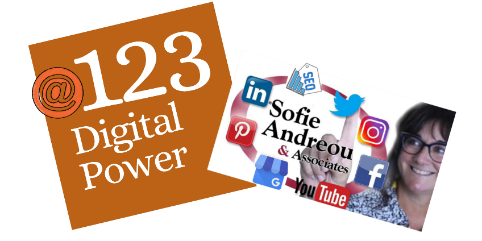 @123
Digital
Power
SEO
in
Sofie
Andreou
& Associates
G
f
YouTube